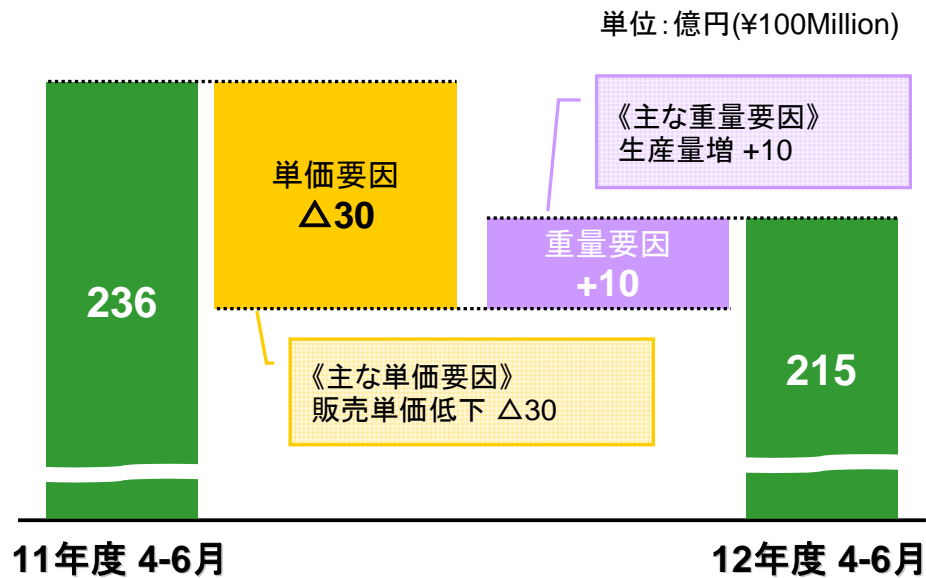 単位:億円(¥100Million)
《主な重量要因》
生産量増 +10
単価要因
△30
重量要因
+10
236
215
《主な単価要因》
販売単価低下 △30
11年度 4-6月
12年度 4-6月